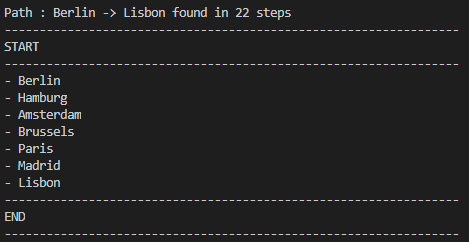 Path : Berlin -> Lisbon found in 22 steps
-----------------------------------------------------------------
START
-----------------------------------------------------------------
- Berlin
- Hamburg
- Amsterdam
- Brussels
- Paris
- Madrid
- Lisbon
-----------------------------------------------------------------
END
-----------------------------------------------------------------